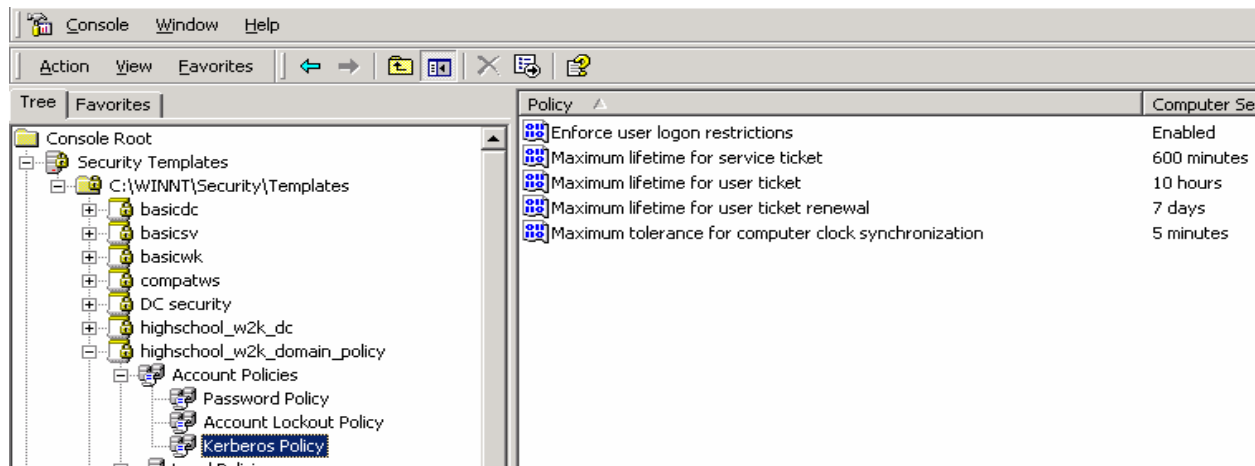 Console Window Help
Action View Favorites
Tree Favorites
Console Root
Security Templates
C:\WINNT\Security\Templates
basicdc
basicsv
basicwk
compatws
DC security
highschool_w2k_dc
highschool_w2k_domain_policy
Account Policies
Password Policy
Account Lockout Policy
Kerberos Policy
Policy Computer Se
Enforce user logon restrictions Enabled
Maximum lifetime for service ticket 600 minutes
Maximum lifetime for user ticket 10 hours
Maximum lifetime for user ticket renewal 7 days
Maximum tolerance for computer clock synchronization 5 minutes